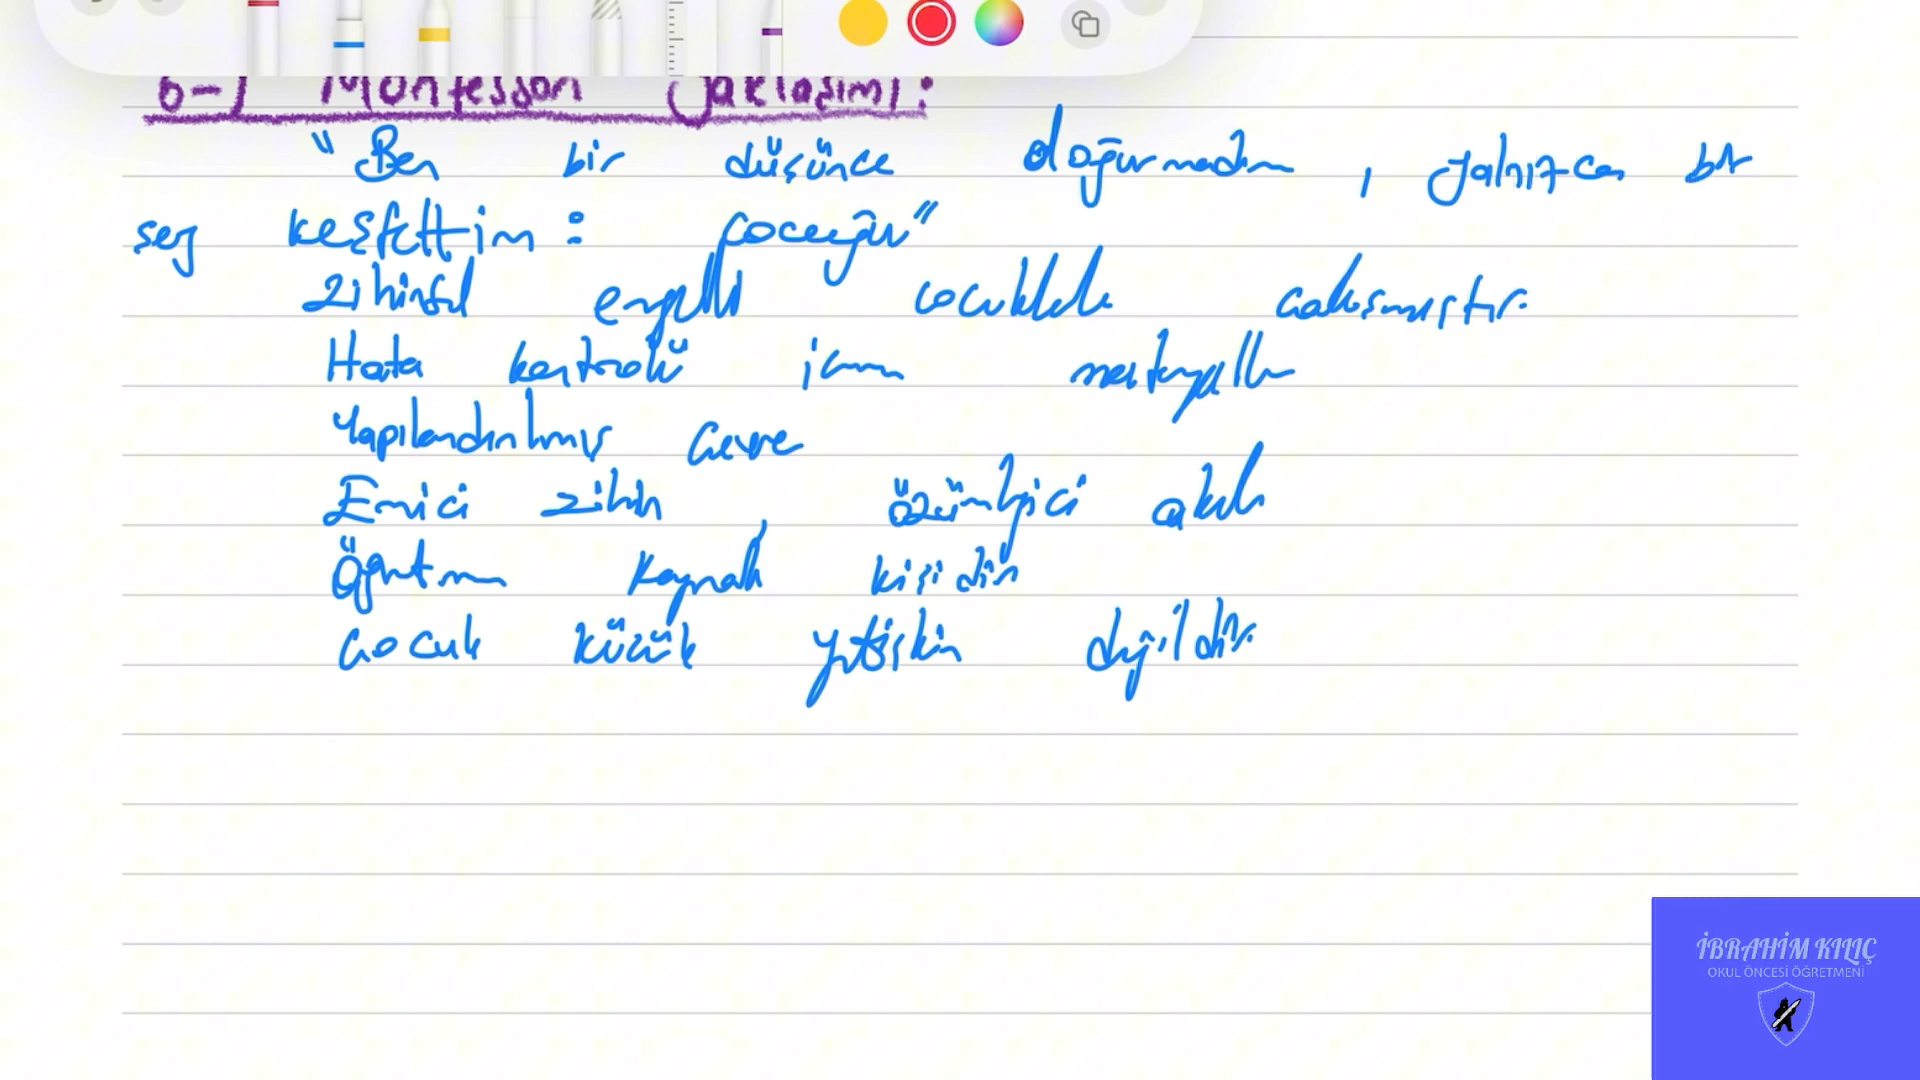 6-) Montessori Yaklaşımı:
"Ben bir düşünce doğurmadım, yalnızca bir
şey keşfettim: çocuğu"
Zihinsel engelli çocuklarla çalışmıştır.
Hata kontrolü içeren materyaller
Yapılandırılmış çevre
Emici zihin, özümleyici akıl
Öğretmen kaynak kişidir
Çocuk küçük yetişkin değildir.
İBRAHİM KILIÇ
OKUL ÖNCESİ ÖĞRETMENİ